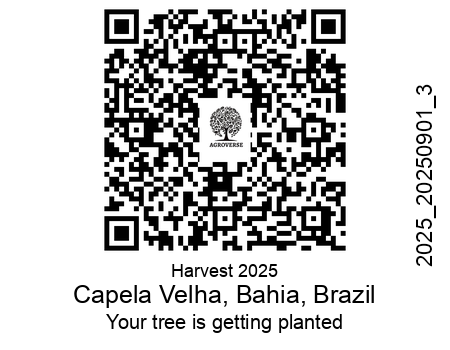 AGROVERSE
Harvest 2025
Capela Velha, Bahia, Brazil
Your tree is getting planted
2025_20250901_3